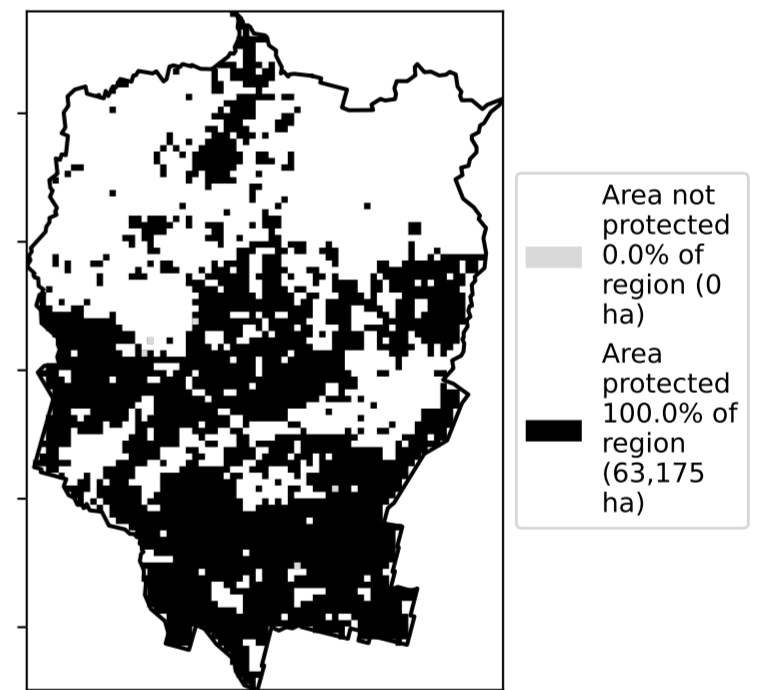 Area not
protected
0.0% of
region (0
ha)
Area
protected
100.0% of
region
(63,175
ha)